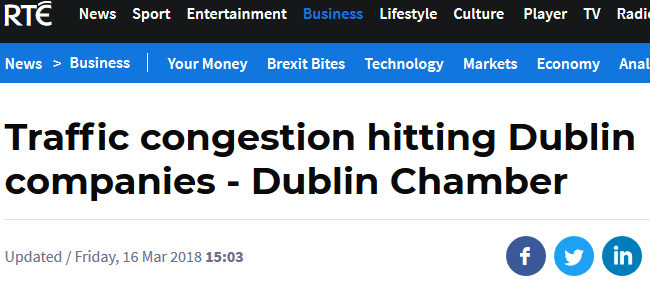 RTÉ News Sport Entertainment Business Lifestyle Culture Player TV Radi
News > Business Your Money Brexit Bites Technology Markets Economy Anal
Traffic congestion hitting Dublin
companies - Dublin Chamber
Updated / Friday, 16 Mar 2018 15:03